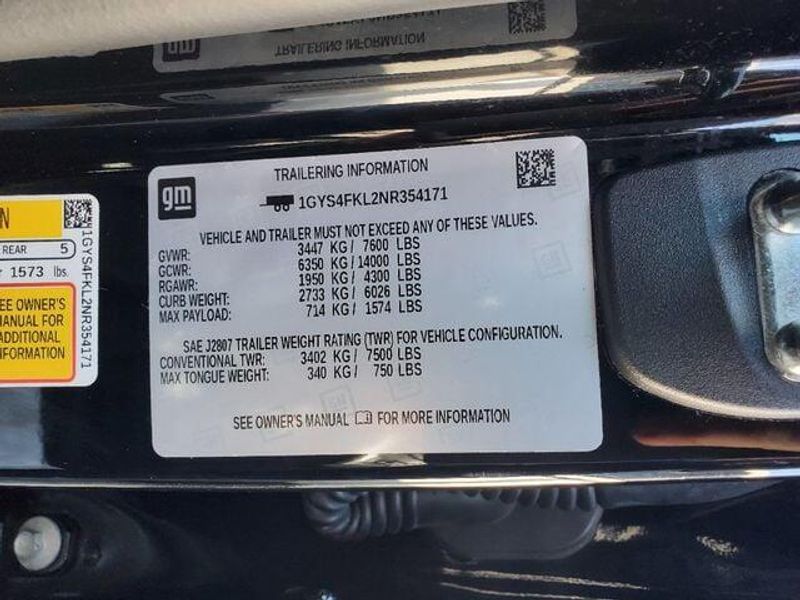 TRAILERING INFORMATION
gm
1GYS4FKL2NR354171
VEHICLE AND TRAILER MUST NOT EXCEED ANY OF THESE VALUES.
GVWR: 3447 KG / 7600 LBS
GCWR: 6350 KG / 14000 LBS
RGAWR: 1950 KG / 4300 LBS
CURB WEIGHT: 2733 KG / 6026 LBS
MAX PAYLOAD: 714 KG / 1574 LBS
SAE J2807 TRAILER WEIGHT RATING (TWR) FOR VEHICLE CONFIGURATION.
CONVENTIONAL TWR: 3402 KG / 7500 LBS
MAX TONGUE WEIGHT: 340 KG / 750 LBS
SEE OWNER'S MANUAL FOR MORE INFORMATION
REAR 5
1573 lbs.
OWNER'S
MANUAL FOR
ADDITIONAL
1GYS4FKL2NR354171
TRAILERING INFORMATION
gm